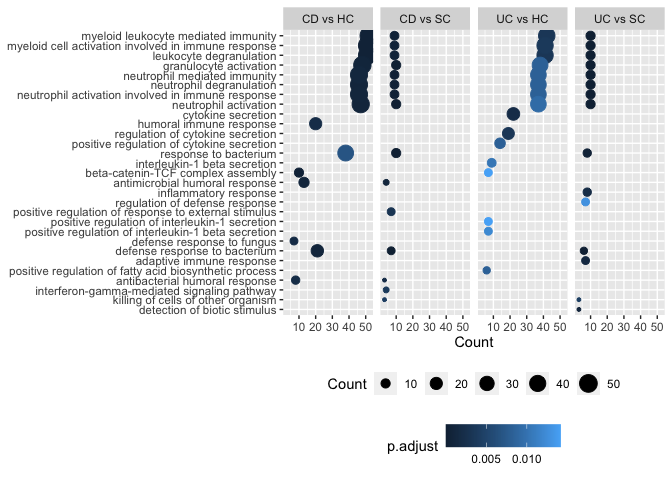 CD vs HC CD vs SC UC vs HC UC vs SC
myeloid leukocyte mediated immunity
myeloid cell activation involved in immune response
leukocyte degranulation
granulocyte activation
neutrophil mediated immunity
neutrophil degranulation
neutrophil activation involved in immune response
neutrophil activation
cytokine secretion
humoral immune response
regulation of cytokine secretion
positive regulation of cytokine secretion
response to bacterium
interleukin-1 beta secretion
beta-catenin-TCF complex assembly
antimicrobial humoral response
inflammatory response
regulation of defense response
positive regulation of response to external stimulus
positive regulation of interleukin-1 secretion
positive regulation of interleukin-1 beta secretion
defense response to fungus
defense response to bacterium
adaptive immune response
positive regulation of fatty acid biosynthetic process
antibacterial humoral response
interferon-gamma-mediated signaling pathway
killing of cells of other organism
detection of biotic stimulus
10 20 30 40 50 10 20 30 40 50 10 20 30 40 50 10 20 30 40 50
Count
Count 10 20 30 40 50
p.adjust
0.005 0.010